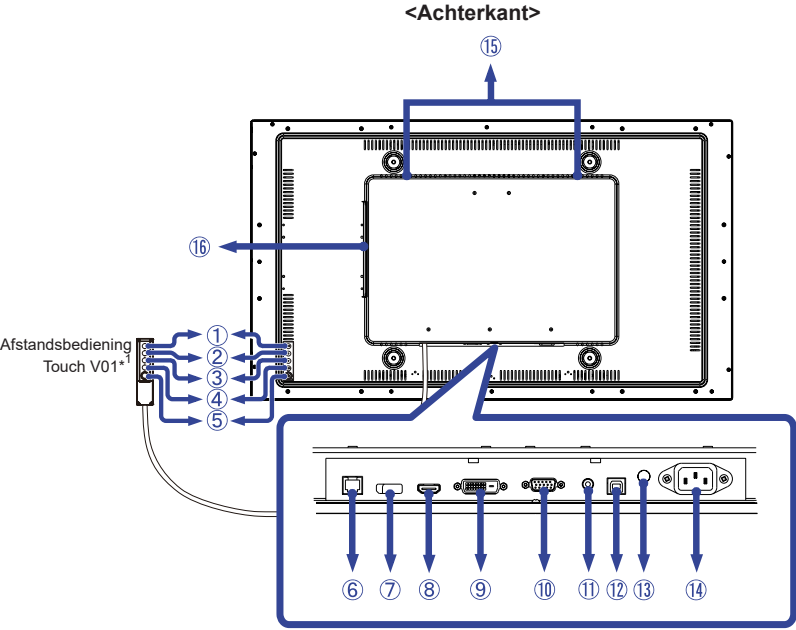 <Achterkant>
⑮
⑯
Afstandsbediening
Touch V01*1
①
②
③
④
⑤
⑥ ⑦ ⑧ ⑨ ⑩ ⑪ ⑫ ⑬ ⑭